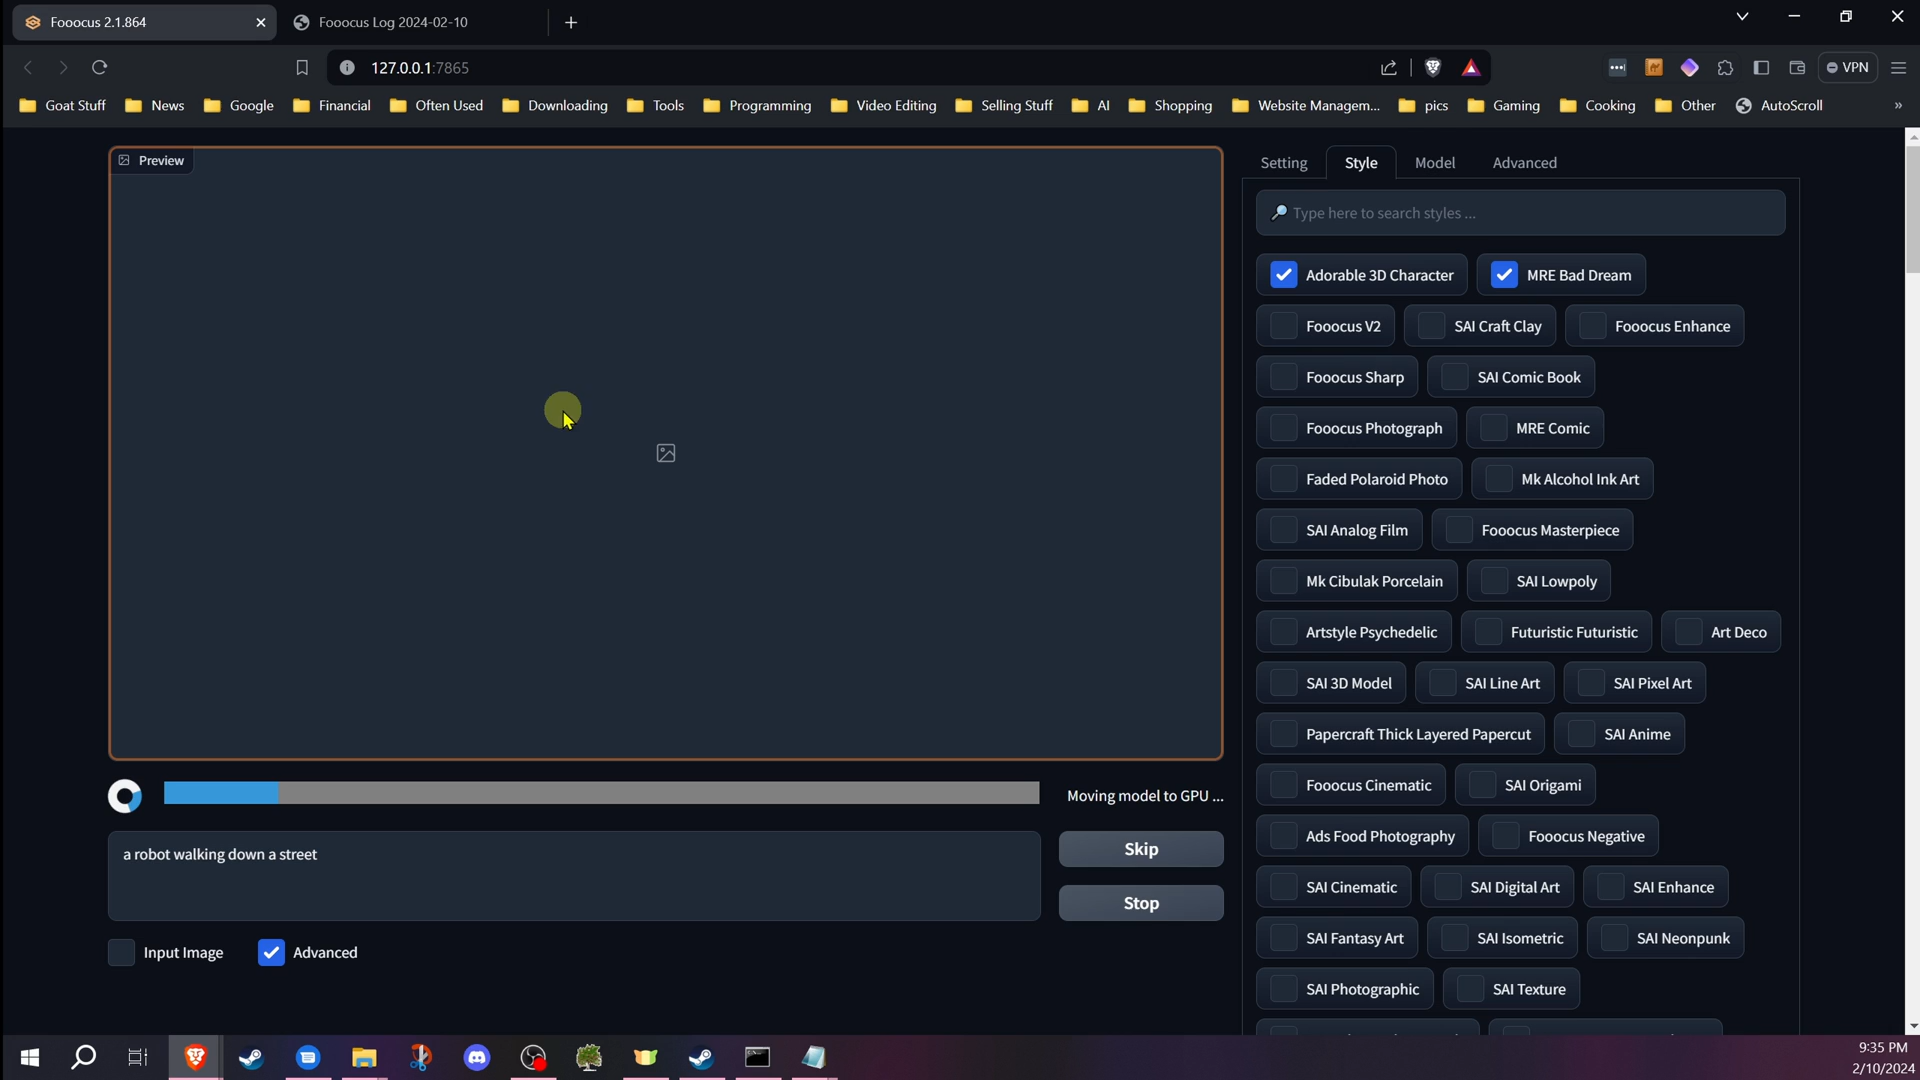 Fooocus 2.1.864
Fooocus Log 2024-02-10
127.0.0.1:7865
VPN
Goat Stuff News Google Financial Often Used Downloading Tools Programming Video Editing Selling Stuff AI Shopping Website Managem... pics Gaming Cooking Other AutoScroll »
Preview
Setting Style Model Advanced
Type here to search styles ...
Adorable 3D Character MRE Bad Dream
Fooocus V2 SAI Craft Clay Fooocus Enhance
Fooocus Sharp SAI Comic Book
Fooocus Photograph MRE Comic
Faded Polaroid Photo Mk Alcohol Ink Art
SAI Analog Film Fooocus Masterpiece
Mk Cibulak Porcelain SAI Lowpoly
Artstyle Psychedelic Futuristic Futuristic Art Deco
SAI 3D Model SAI Line Art SAI Pixel Art
Papercraft Thick Layered Papercut SAI Anime
Fooocus Cinematic SAI Origami
Ads Food Photography Fooocus Negative
SAI Cinematic SAI Digital Art SAI Enhance
SAI Fantasy Art SAI Isometric SAI Neonpunk
SAI Photographic SAI Texture
Moving model to GPU ...
a robot walking down a street
Skip
Stop
Input Image Advanced
9:35 PM
2/10/2024